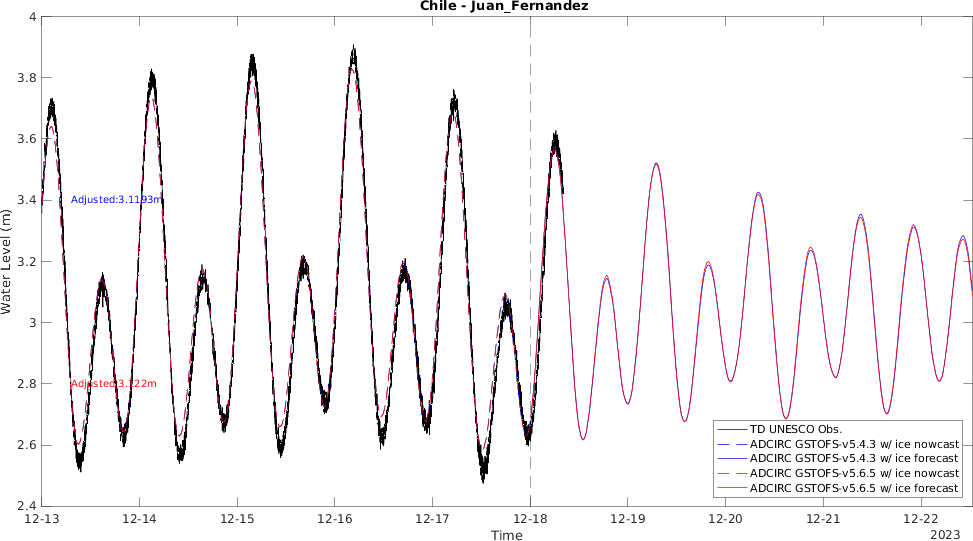 Chile - Juan_Fernandez
Water Level (m)
4
3.8
3.6
3.4
3.2
3
2.8
2.6
2.4
Adjusted:3.1193m
Adjusted:3.122m
TD UNESCO Obs.
ADCIRC GSTOFS-v5.4.3 w/ ice nowcast
ADCIRC GSTOFS-v5.4.3 w/ ice forecast
ADCIRC GSTOFS-v5.6.5 w/ ice nowcast
ADCIRC GSTOFS-v5.6.5 w/ ice forecast
12-13 12-14 12-15 12-16 12-17 12-18 12-19 12-20 12-21 12-22
Time
2023